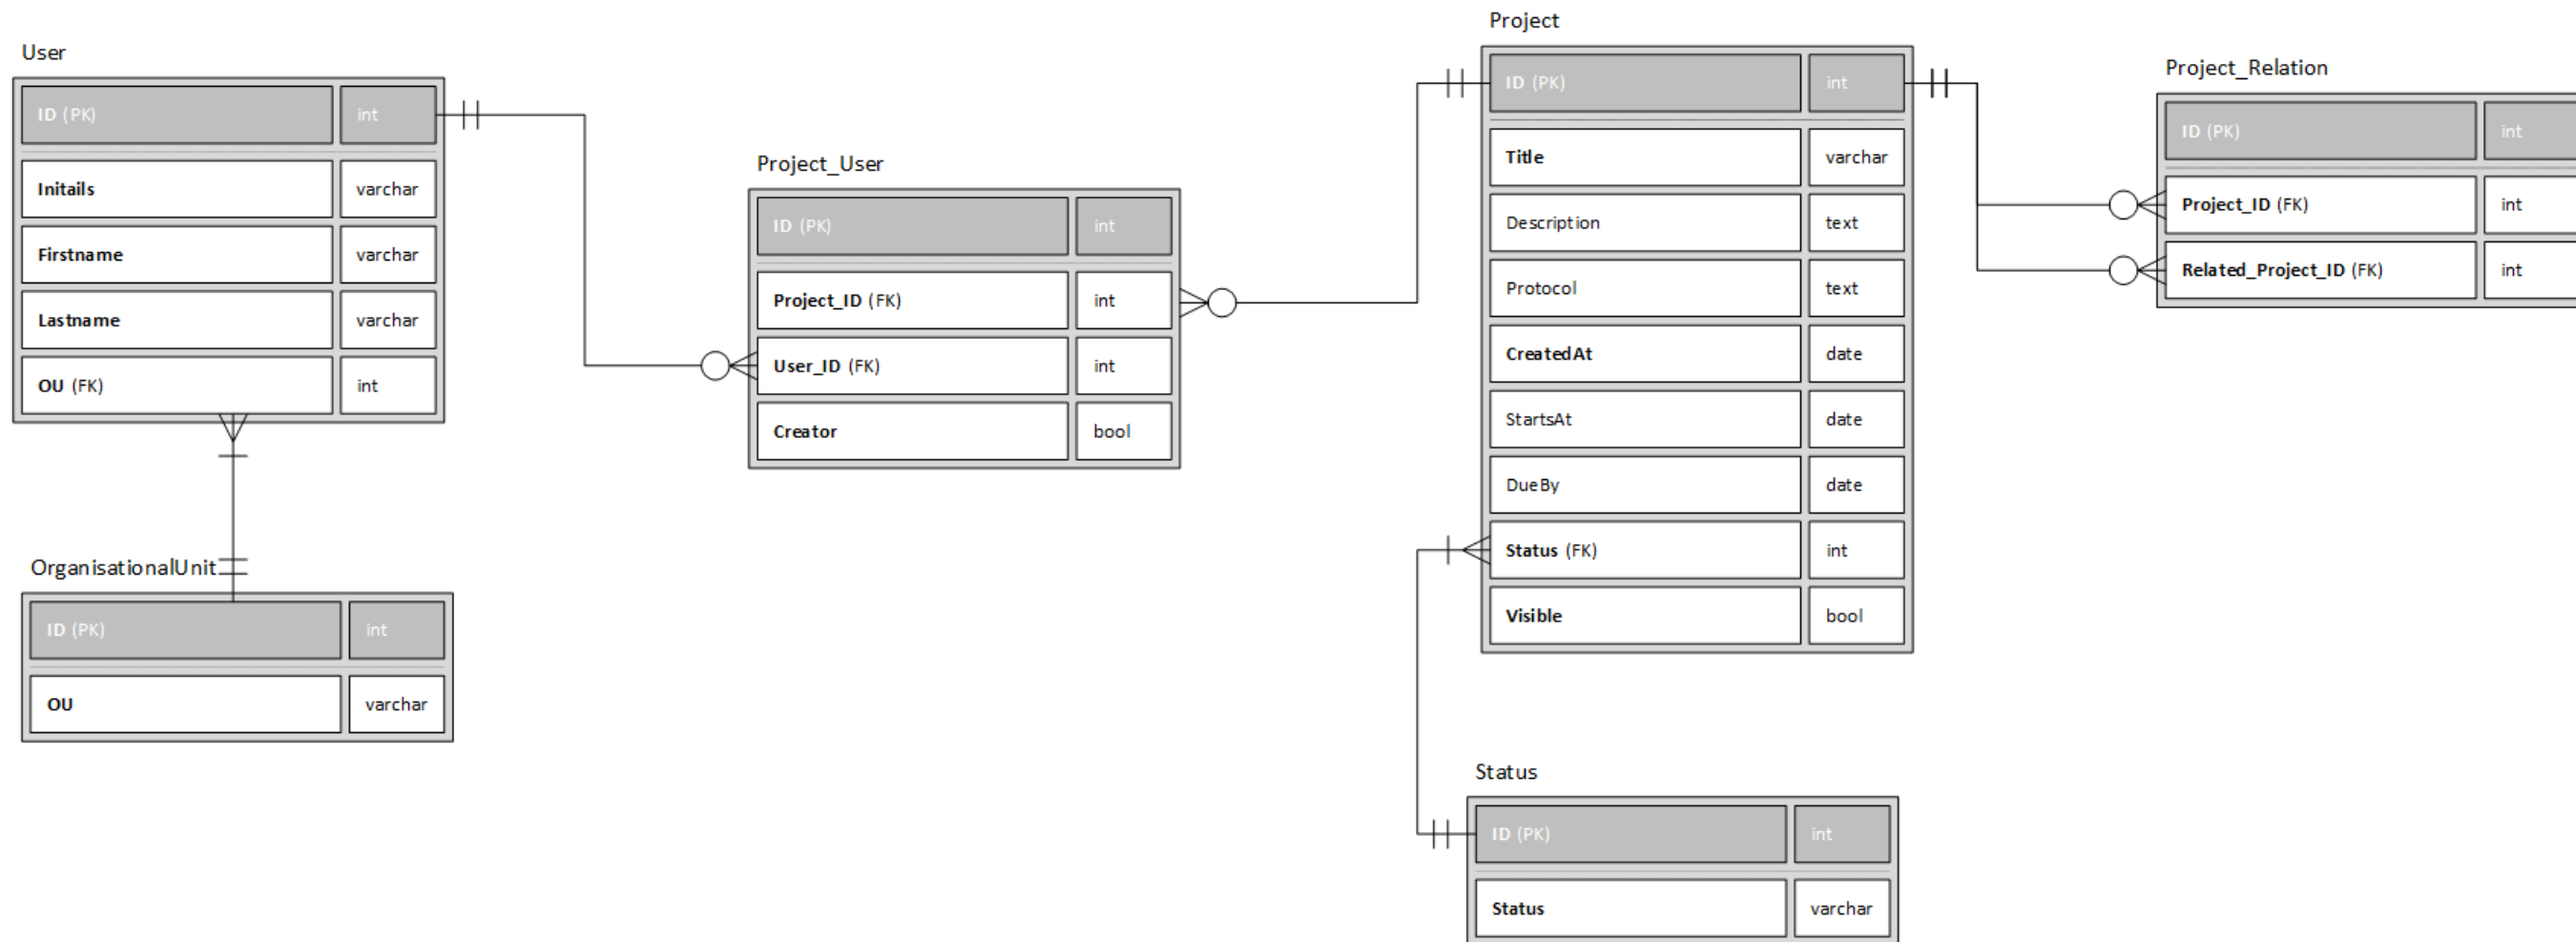 User
ID (PK) int
Initails varchar
Firstname varchar
Lastname varchar
OU (FK) int
OrganisationalUnit
ID (PK) int
OU varchar
Project_User
ID (PK) int
Project_ID (FK) int
User_ID (FK) int
Creator bool
Project
ID (PK) int
Title varchar
Description text
Protocol text
CreatedAt date
StartsAt date
DueBy date
Status (FK) int
Visible bool
Status
ID (PK) int
Status varchar
Project_Relation
ID (PK) int
Project_ID (FK) int
Related_Project_ID (FK) int